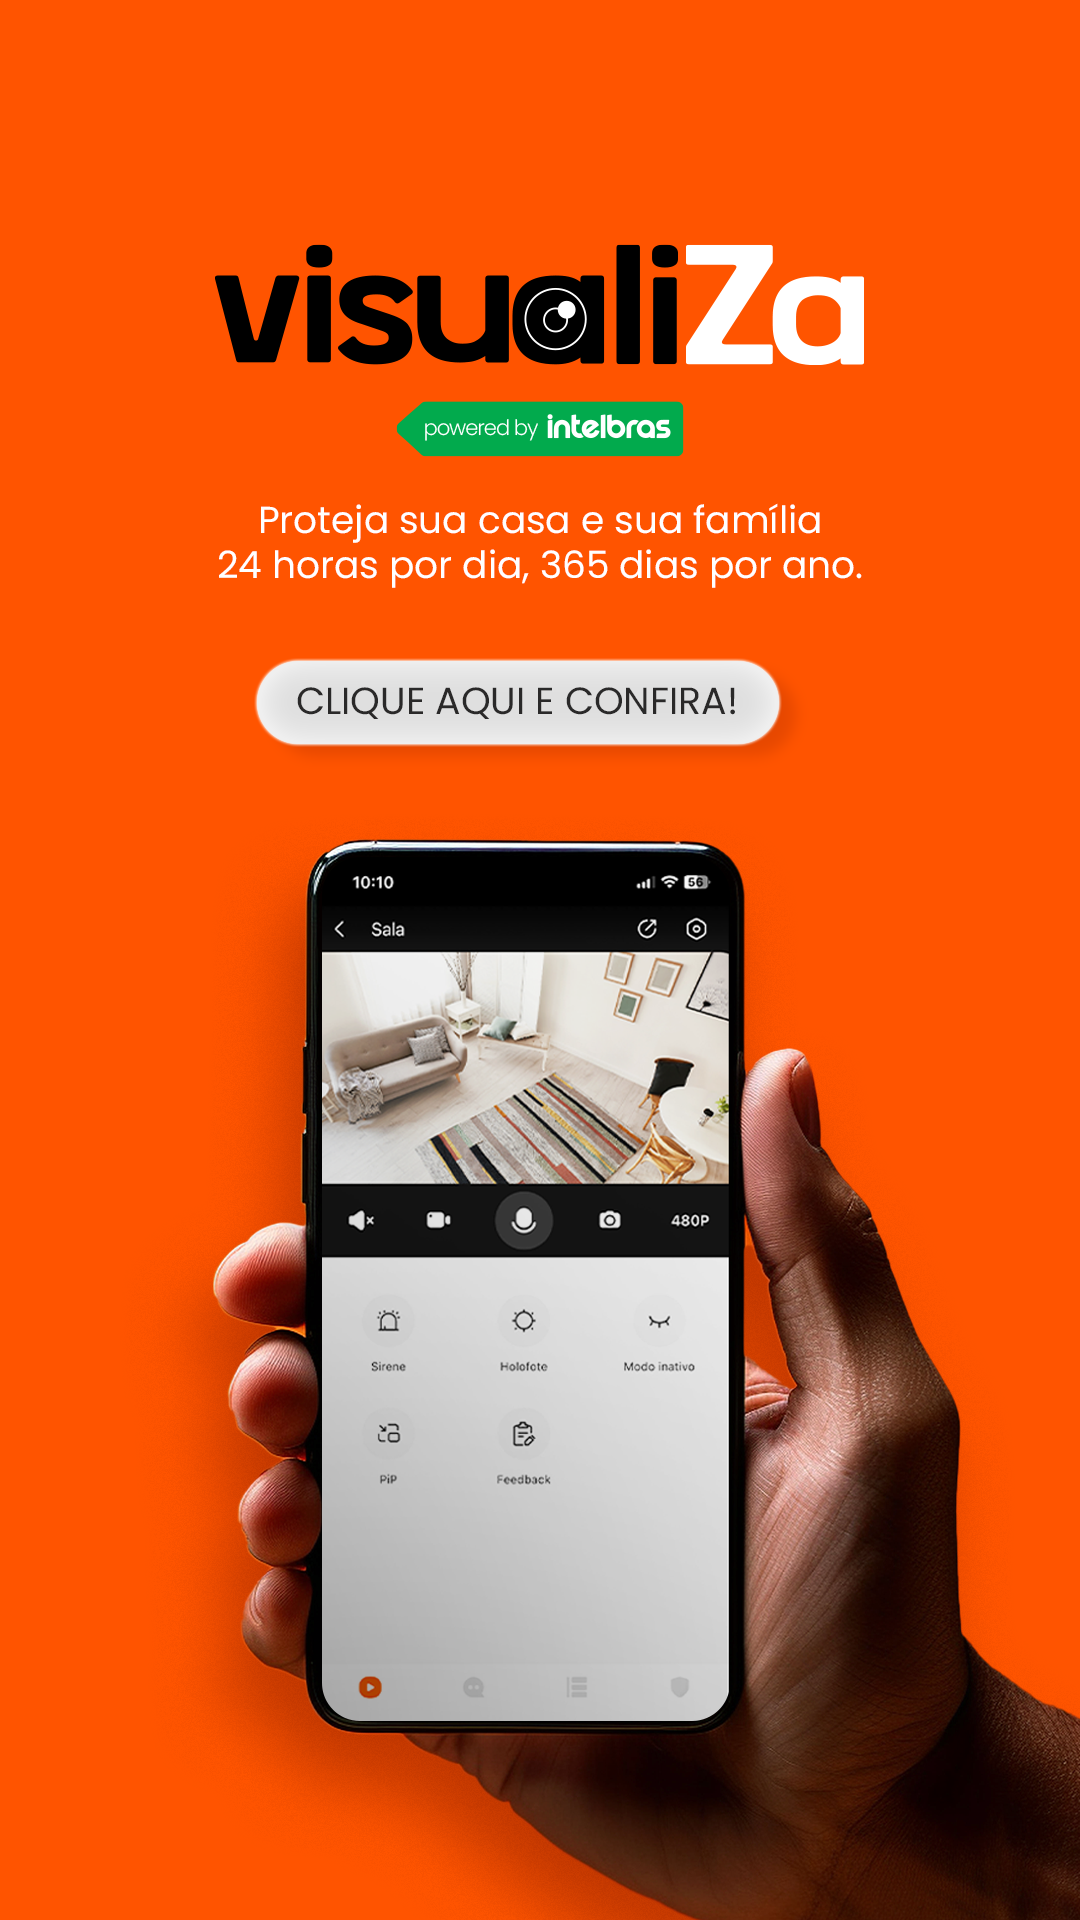 visualiZa
powered by intelbras
Proteja sua casa e sua família
24 horas por dia, 365 dias por ano.
CLIQUE AQUI E CONFIRA!
10:10
56
Sala
480P
Sirene
Holofote
Modo inativo
PiP
Feedback